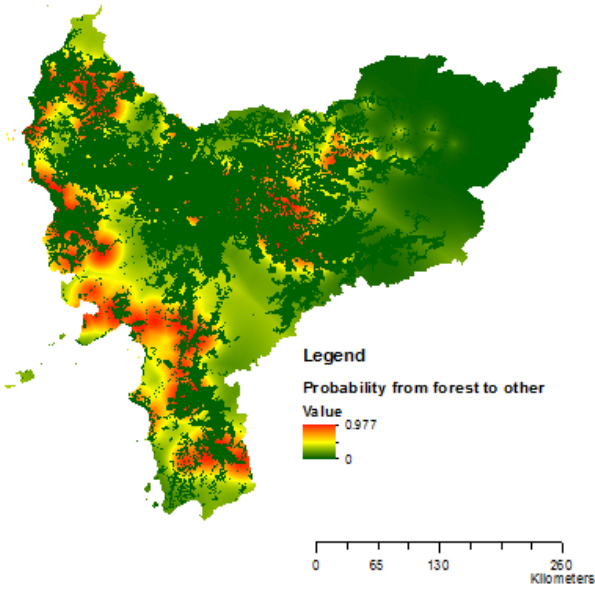 Legend
Probability from forest to other
Value
0.977
0
0 65 130 260
Kilometers